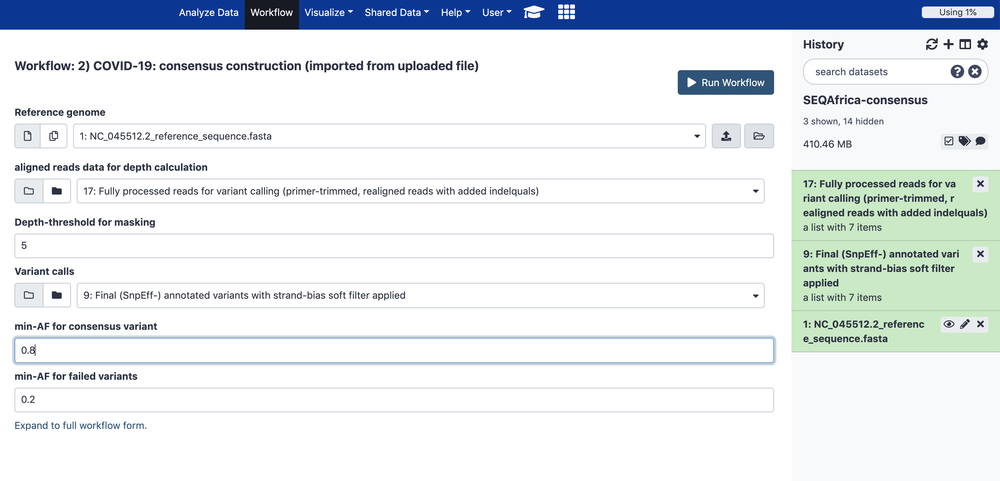 Analyze Data Workflow Visualize Shared Data Help User Using 1%
Workflow: 2) COVID-19: consensus construction (imported from uploaded file)
Run Workflow
Reference genome
1: NC_045512.2_reference_sequence.fasta
aligned reads data for depth calculation
17: Fully processed reads for variant calling (primer-trimmed, realigned reads with added indelquals)
Depth-threshold for masking
5
Variant calls
9: Final (SnpEff-) annotated variants with strand-bias soft filter applied
min-AF for consensus variant
0.8
min-AF for failed variants
0.2
Expand to full workflow form.
History
search datasets
SEQAfrica-consensus
3 shown, 14 hidden
410.46 MB
17: Fully processed reads for va
riant calling (primer-trimmed, r
ealigned reads with added indelquals)
a list with 7 items
9: Final (SnpEff-) annotated vari
ants with strand-bias soft filter
applied
a list with 7 items
1: NC_045512.2_referenc
e_sequence.fasta